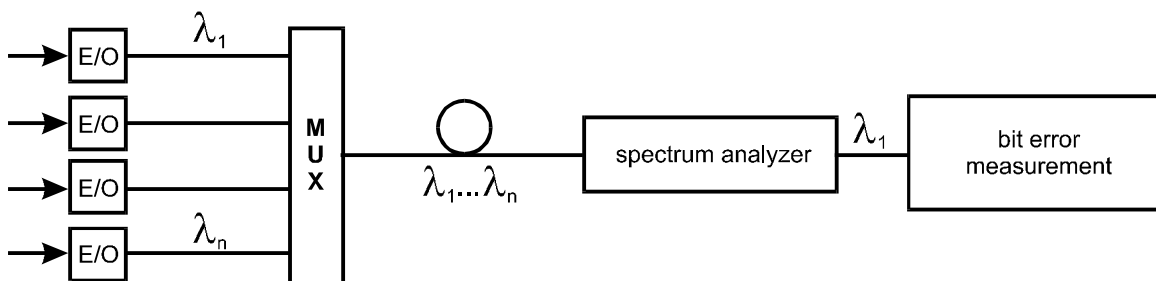 E/O
λ1
E/O
E/O
E/O
λn
M
U
X
λ1...λn
spectrum analyzer
λ1
bit error
measurement